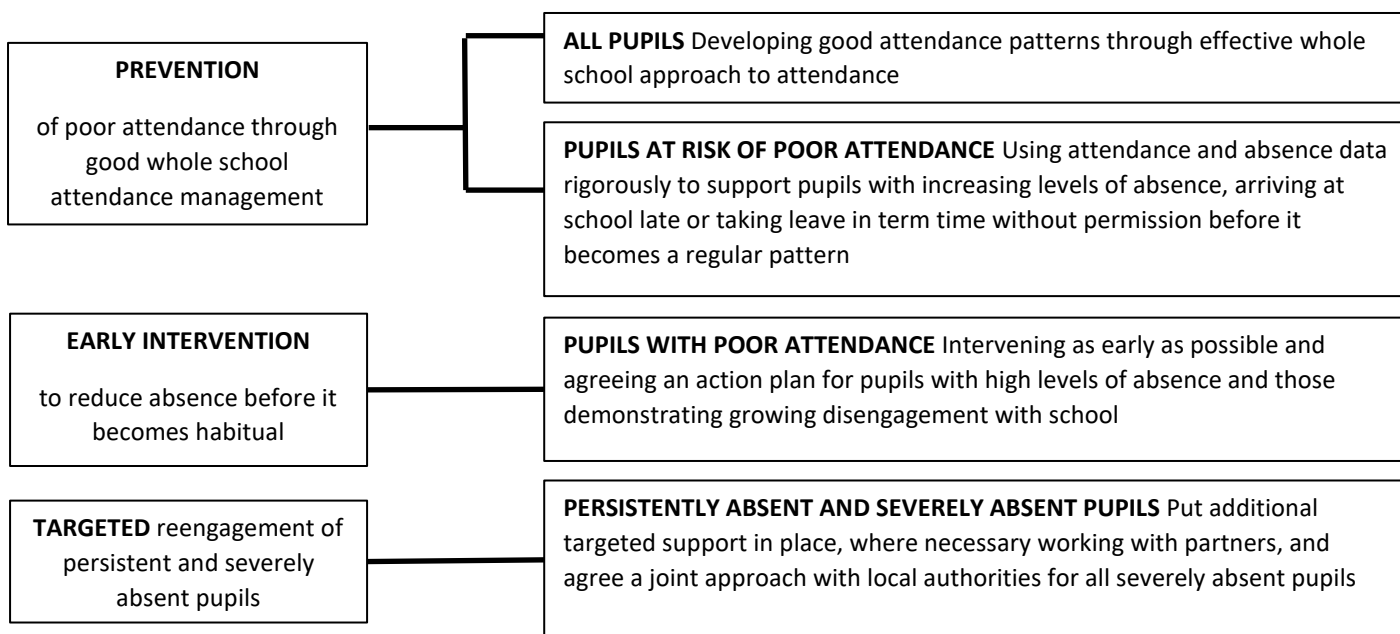 PREVENTION
of poor attendance through
good whole school
attendance management
ALL PUPILS Developing good attendance patterns through effective whole
school approach to attendance
PUPILS AT RISK OF POOR ATTENDANCE Using attendance and absence data
rigorously to support pupils with increasing levels of absence, arriving at
school late or taking leave in term time without permission before it
becomes a regular pattern
EARLY INTERVENTION
to reduce absence before it
becomes habitual
PUPILS WITH POOR ATTENDANCE Intervening as early as possible and
agreeing an action plan for pupils with high levels of absence and those
demonstrating growing disengagement with school
TARGETED reengagement of
persistent and severely
absent pupils
PERSISTENTLY ABSENT AND SEVERELY ABSENT PUPILS Put additional
targeted support in place, where necessary working with partners, and
agree a joint approach with local authorities for all severely absent pupils